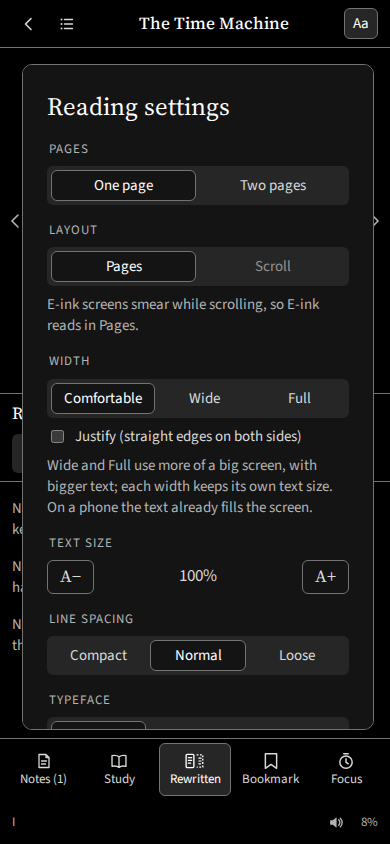 The Time Machine
Aa
Reading settings
PAGES
One page
Two pages
LAYOUT
Pages
Scroll
E-ink screens smear while scrolling, so E-ink
reads in Pages.
WIDTH
Comfortable
Wide
Full
Justify (straight edges on both sides)
Wide and Full use more of a big screen, with
bigger text; each width keeps its own text size.
On a phone the text already fills the screen.
TEXT SIZE
A−
100%
A+
LINE SPACING
Compact
Normal
Loose
TYPEFACE
Notes (1)
Study
Rewritten
Bookmark
Focus
I
8%